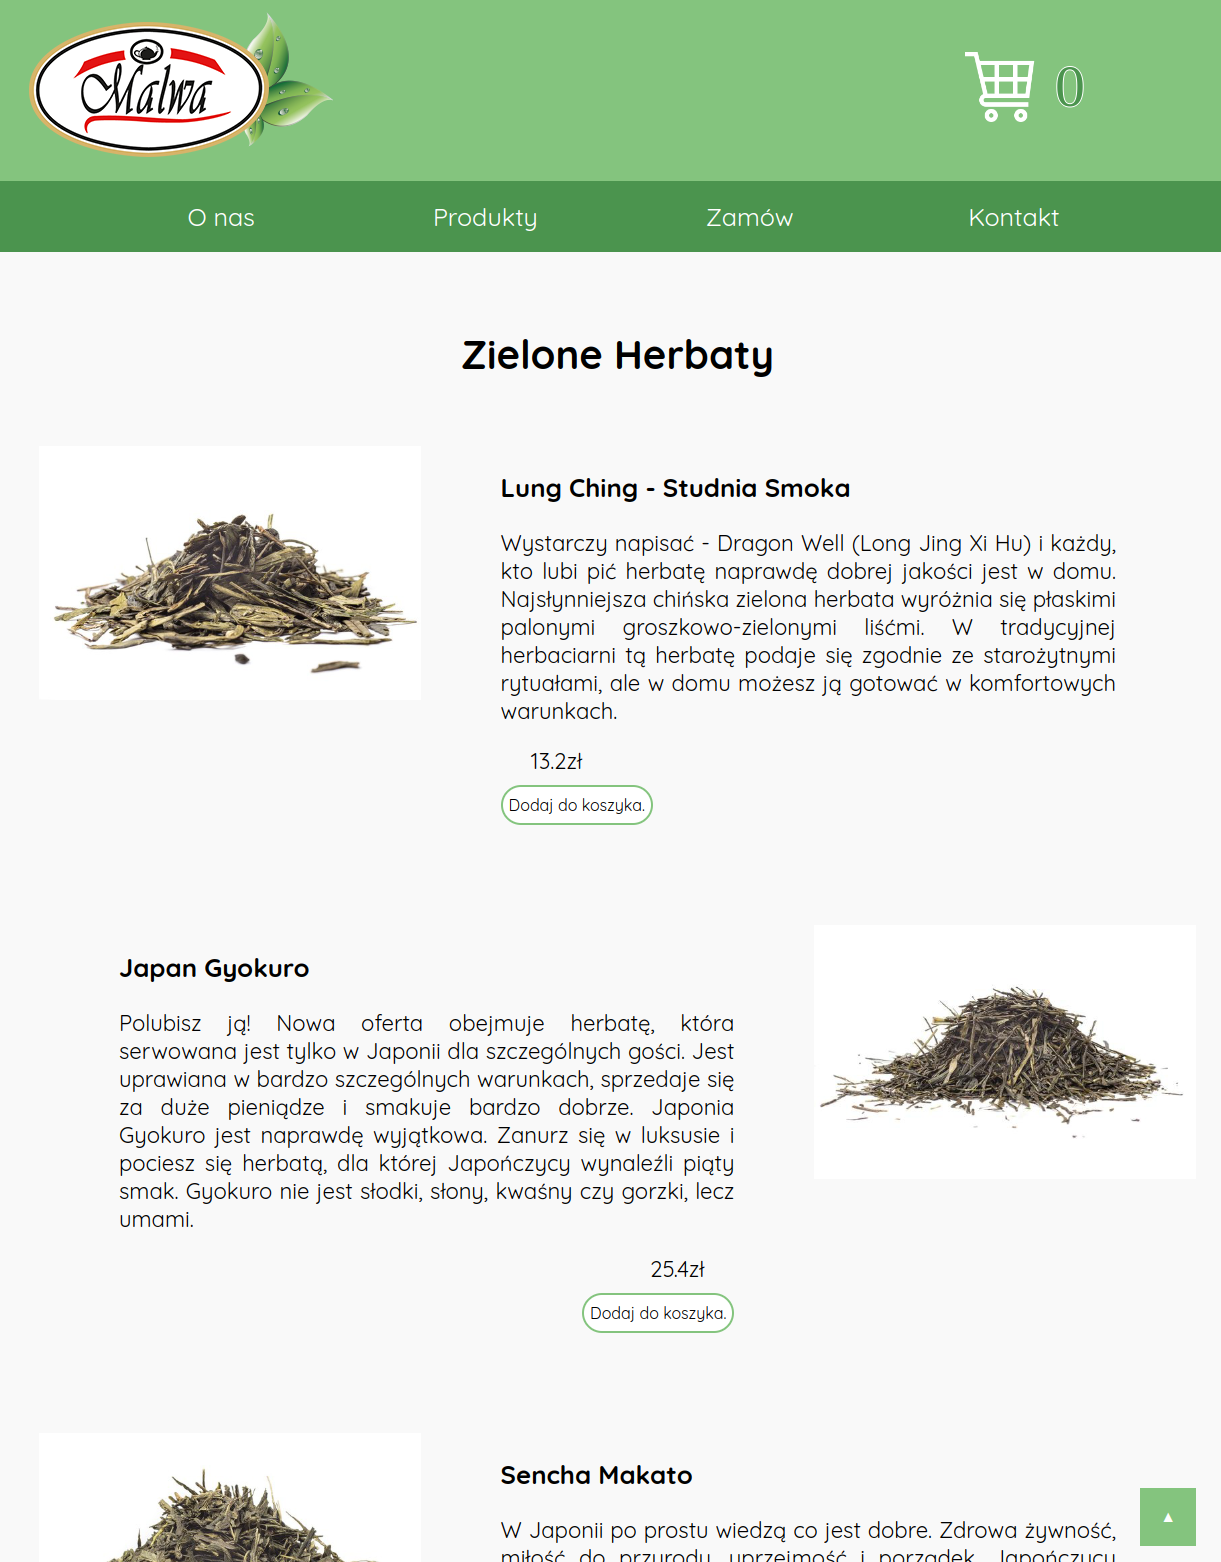 Malwa
0
O nas
Produkty
Zamów
Kontakt
Zielone Herbaty
Lung Ching - Studnia Smoka
Wystarczy napisać - Dragon Well (Long Jing Xi Hu) i każdy,
kto lubi pić herbatę naprawdę dobrej jakości jest w domu.
Najsłynniejsza chińska zielona herbata wyróżnia się płaskimi
palonymi groszkowo-zielonymi liśćmi. W tradycyjnej
herbaciarni tą herbatę podaje się zgodnie ze starożytnymi
rytuałami, ale w domu możesz ją gotować w komfortowych
warunkach.
13.2zł
Dodaj do koszyka.
Japan Gyokuro
Polubisz ją! Nowa oferta obejmuje herbatę, która
serwowana jest tylko w Japonii dla szczególnych gości. Jest
uprawiana w bardzo szczególnych warunkach, sprzedaje się
za duże pieniądze i smakuje bardzo dobrze. Japonia
Gyokuro jest naprawdę wyjątkowa. Zanurz się w luksusie i
pociesz się herbatą, dla której Japończycy wynaleźli piąty
smak. Gyokuro nie jest słodki, słony, kwaśny czy gorzki, lecz
umami.
25.4zł
Dodaj do koszyka.
Sencha Makato
W Japonii po prostu wiedzą co jest dobre. Zdrowa żywność,
miłość do przyrody, uprzejmość i porządek. Japończycy